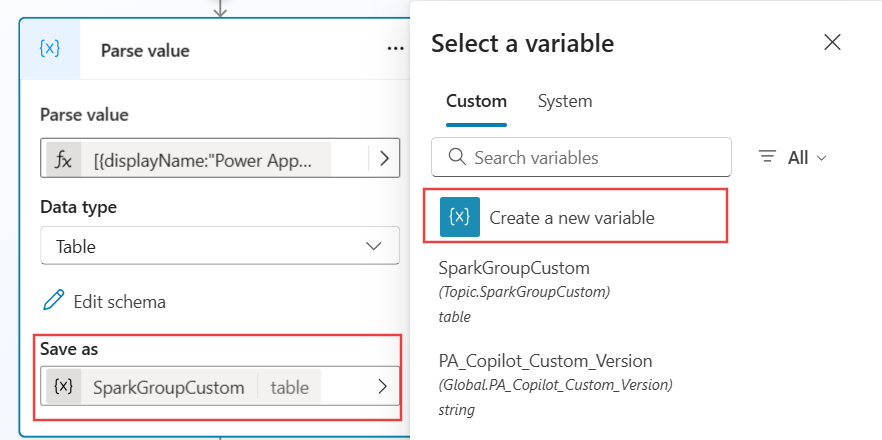 {x} Parse value ...
Parse value
fx [{displayName:"Power App...
Data type
Table
Edit schema
Save as
{x} SparkGroupCustom table
Select a variable
Custom System
Search variables All
{x} Create a new variable
SparkGroupCustom
(Topic.SparkGroupCustom)
table
PA_Copilot_Custom_Version
(Global.PA_Copilot_Custom_Version)
string